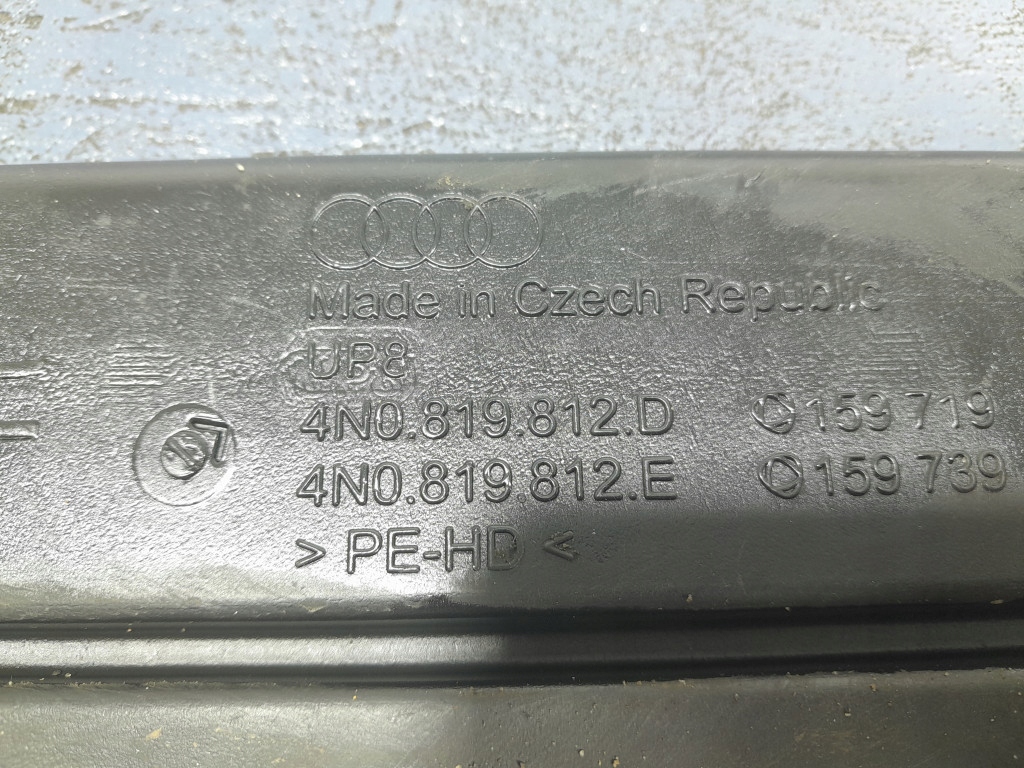 Made in Czech Republic
UP8
4N0.819.812.D 159 719
4N0.819.812.E 159 739
> PE-HD <